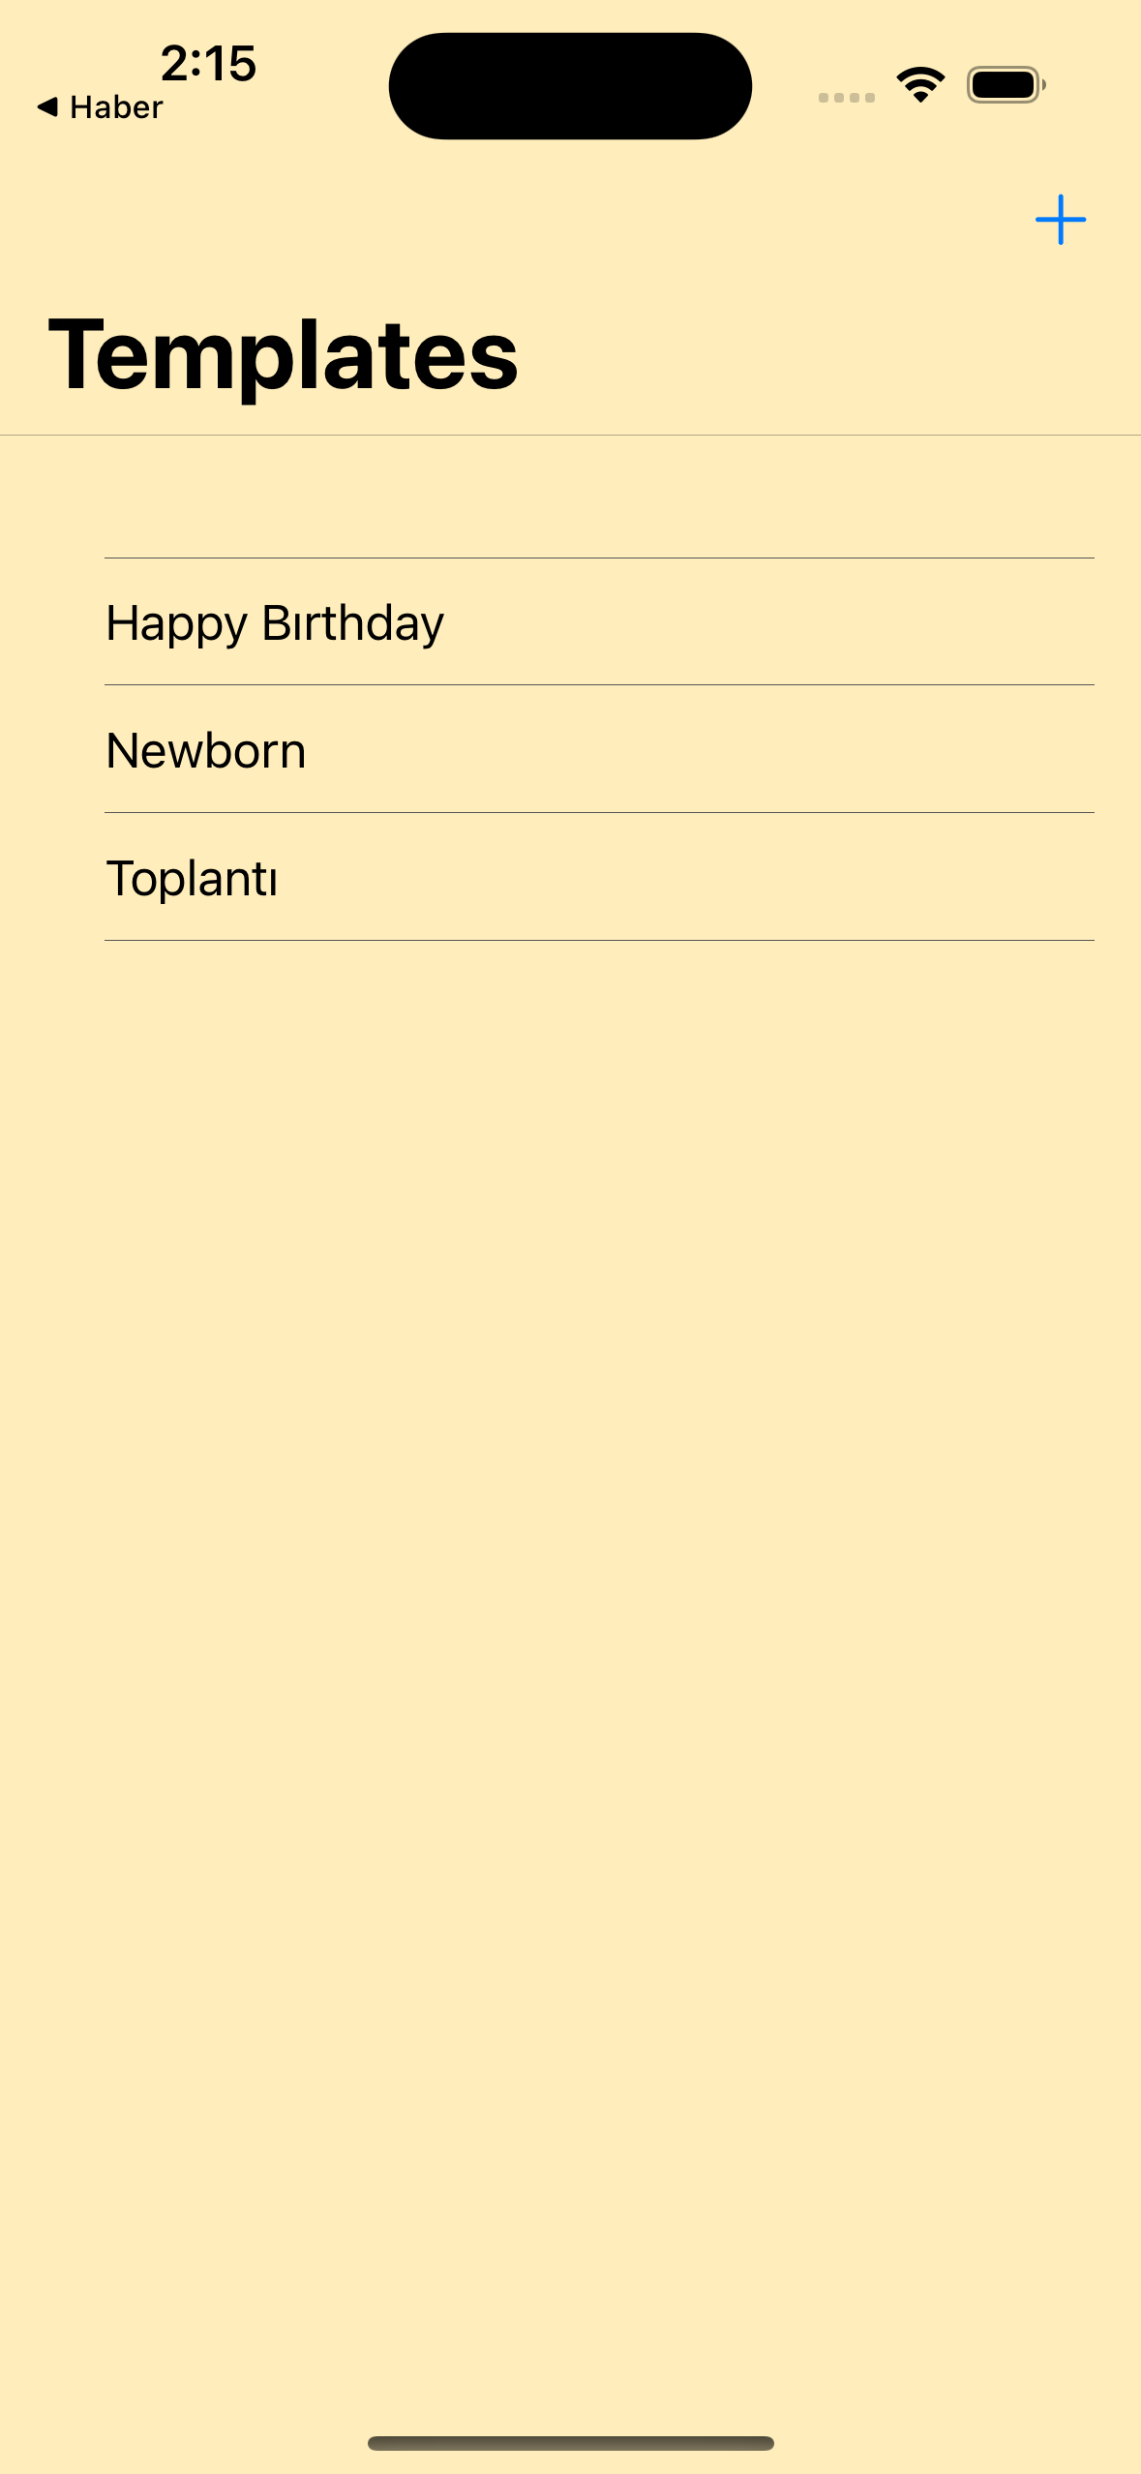 2:15
◀ Haber
Templates
Happy Bırthday
Newborn
Toplantı